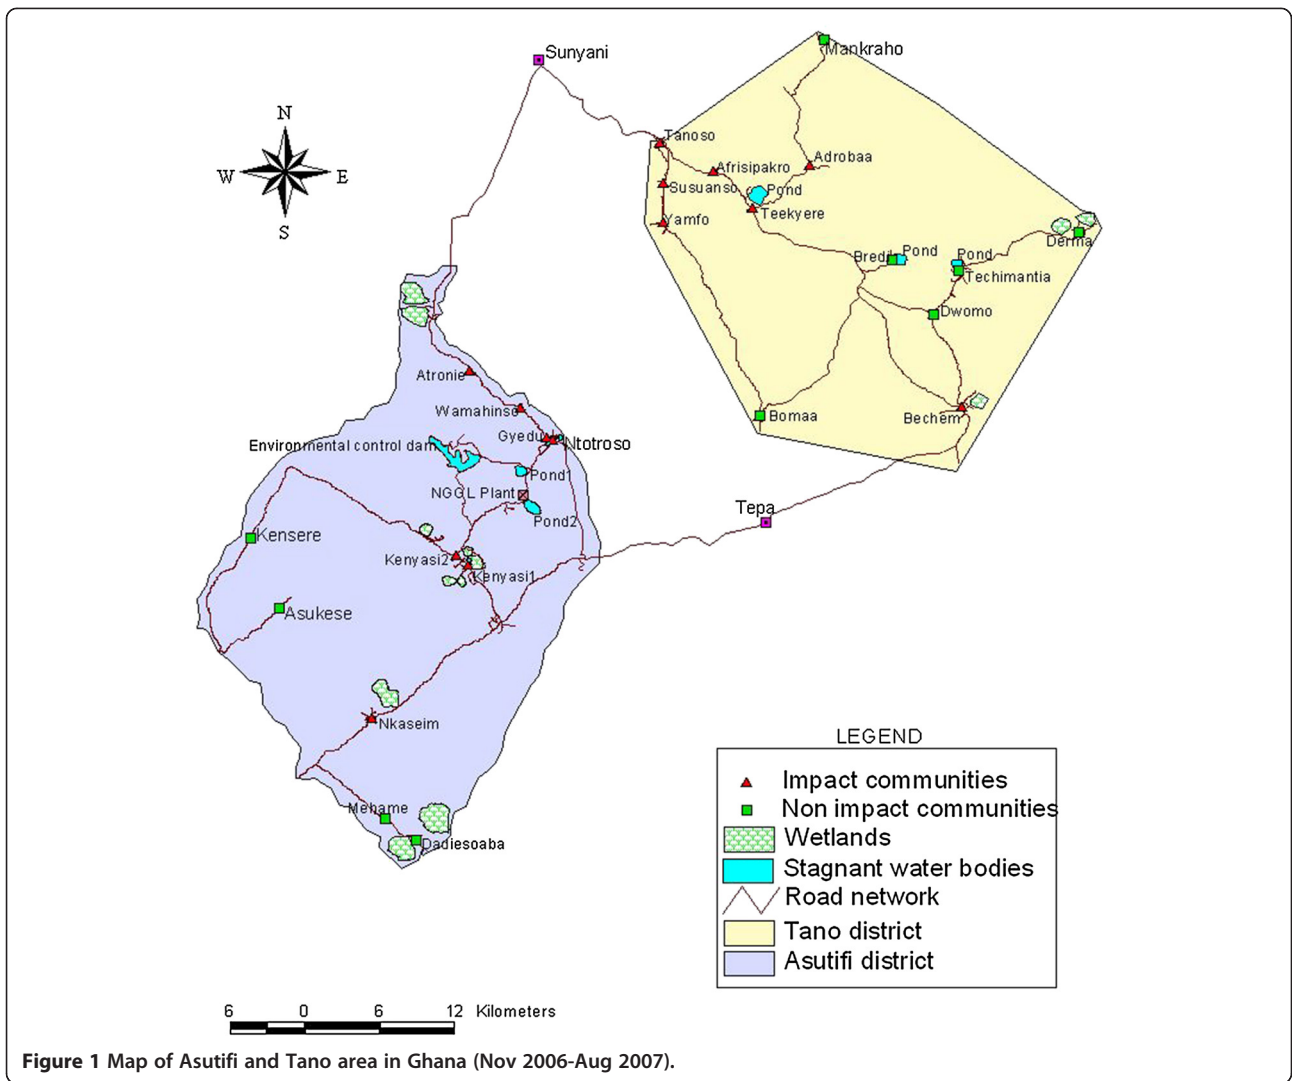 Sunyani
Mankraho
N
W E
S
Tanoso
Afrisipakro
Adrobaa
Susuanso
Pond
Yamfo
Teekyere
Derma
Bredi
Pond
Pond
Techimantia
Dwomo
Atronie
Wamahinso
Bomaa
Bechem
Gyedu
Ntotroso
Environmental control dam
Pond1
NGGL Plant
Pond2
Tepa
Kensere
Kenyasi2
Kenyasi1
Asukese
Nkaseim
Mehame
Dadiesoaba
LEGEND
Impact communities
Non impact communities
Wetlands
Stagnant water bodies
Road network
Tano district
Asutifi district
6 0 6 12 Kilometers
Figure 1 Map of Asutifi and Tano area in Ghana (Nov 2006-Aug 2007).